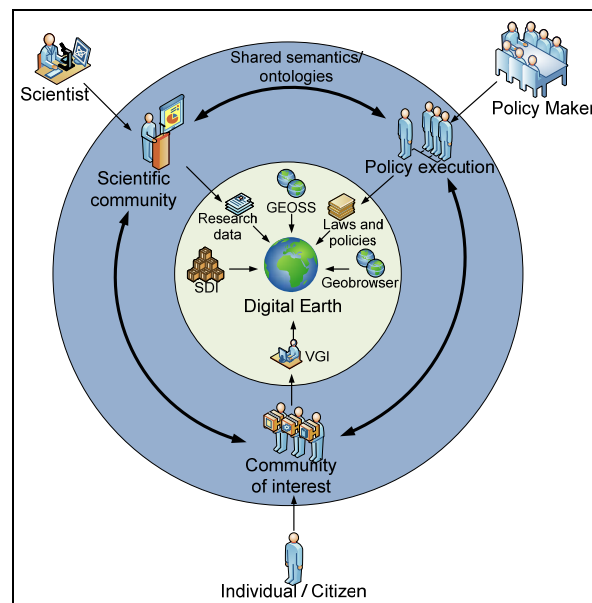 Shared semantics/
ontologies
Scientist
Policy Maker
Scientific
community
Policy execution
GEOSS
Research
data
Laws and
policies
SDI
Geobrowser
Digital Earth
VGI
Community
of interest
Individual / Citizen